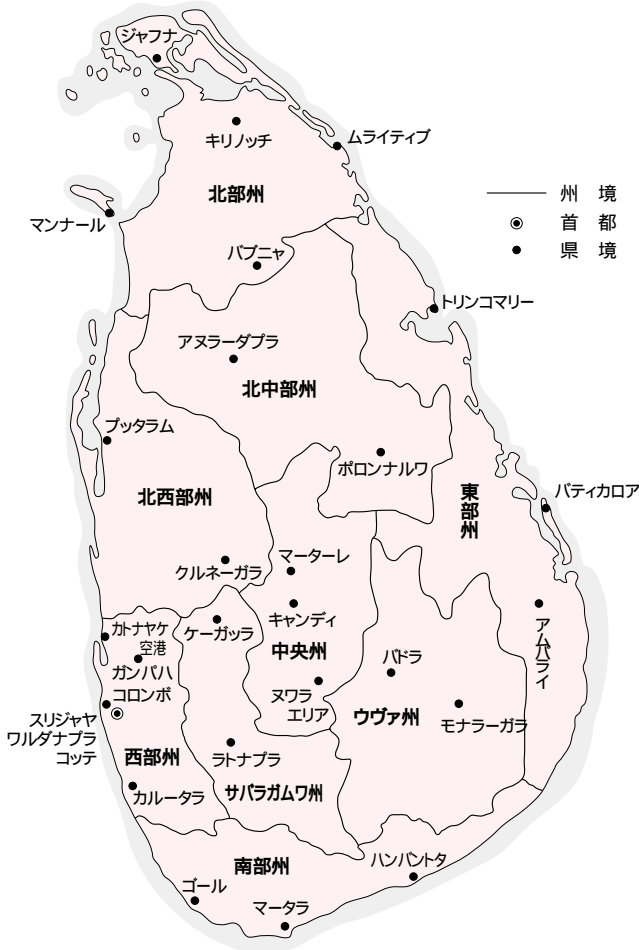 ジャフナ
キリノッチ
ムライティブ
北部州
マンナール
バブニャ
州 境
首 都
県 境
トリンコマリー
アヌラーダプラ
北中部州
プッタラム
ポロンナルワ
北西部州
東部州
バティカロア
クルネーガラ
マーターレ
キャンディ
中央州
カトナヤケ
空港
ケーガッラ
ガンパハ
コロンボ
アムパライ
バドラ
ヌワラ
エリア
ウヴァ州
モナラーガラ
スリジャヤ
ワルダナプラ
コッテ
西部州
ラトナプラ
サバラガムワ州
カルータラ
南部州
ハンバントタ
ゴール
マータラ